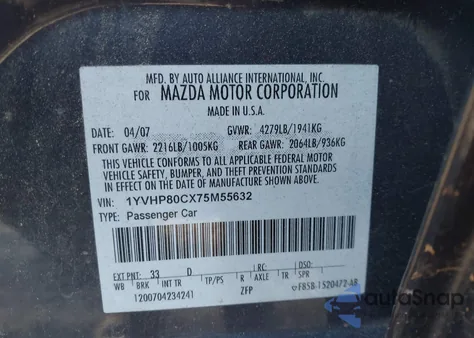 MFD. BY AUTO ALLIANCE INTERNATIONAL, INC.
FOR MAZDA MOTOR CORPORATION
MADE IN U.S.A.
DATE: 04/07 GVWR: 4279LB/1941KG
FRONT GAWR: 2216LB/1005KG REAR GAWR: 2064LB/936KG
THIS VEHICLE CONFORMS TO ALL APPLICABLE FEDERAL MOTOR
VEHICLE SAFETY, BUMPER, AND THEFT PREVENTION STANDARDS
IN EFFECT ON THE DATE OF MANUFACTURE SHOWN ABOVE.
VIN: 1YVHP80CX75M55632
TYPE: Passenger Car
EXT PNT: 33 D RC: DSO:
WB BRK INT TR TP/PS R AXLE TR SPR
1200704234241 ZFP F85B-1520472-AB
autoSnap